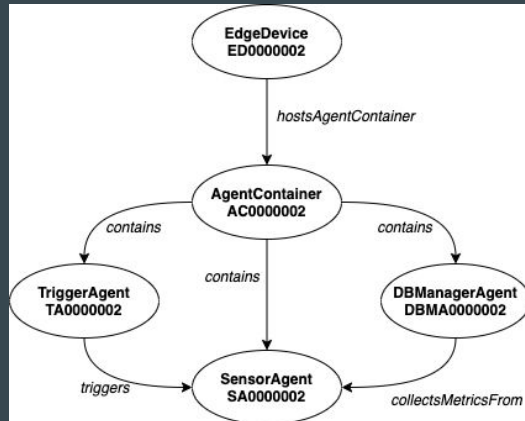 EdgeDevice
ED0000002
hostsAgentContainer
AgentContainer
AC0000002
contains
contains
contains
TriggerAgent
TA0000002
DBManagerAgent
DBMA0000002
triggers
SensorAgent
SA0000002
collectsMetricsFrom